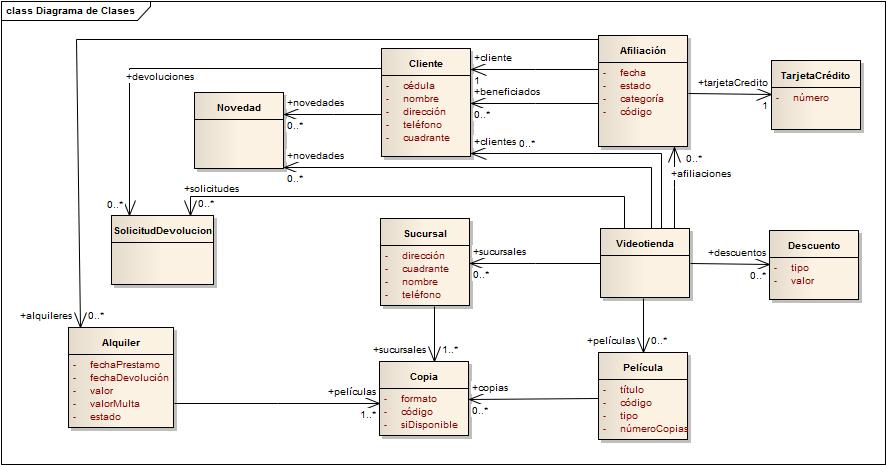 class Diagrama de Clases
Cliente
- cédula
- nombre
- dirección
- teléfono
- cuadrante
Afiliación
- fecha
- estado
- categoría
- código
TarjetaCrédito
- número
Novedad
SolicitudDevolucion
Sucursal
- dirección
- cuadrante
- nombre
- teléfono
Videotienda
Descuento
- tipo
- valor
Alquiler
- fechaPrestamo
- fechaDevolución
- valor
- valorMulta
- estado
Copia
- formato
- código
- siDisponible
Película
- título
- código
- tipo
- númeroCopias
+cliente
1
+beneficiados
0..*
+tarjetaCredito
1
+devoluciones
0..*
+novedades
0..*
+clientes 0..*
+novedades
0..*
+afiliaciones
0..*
+solicitudes
0..*
+sucursales
0..*
+descuentos
0..*
+alquileres 0..*
+sucursales 1..*
+películas 0..*
+películas
1..*
+copias
0..*